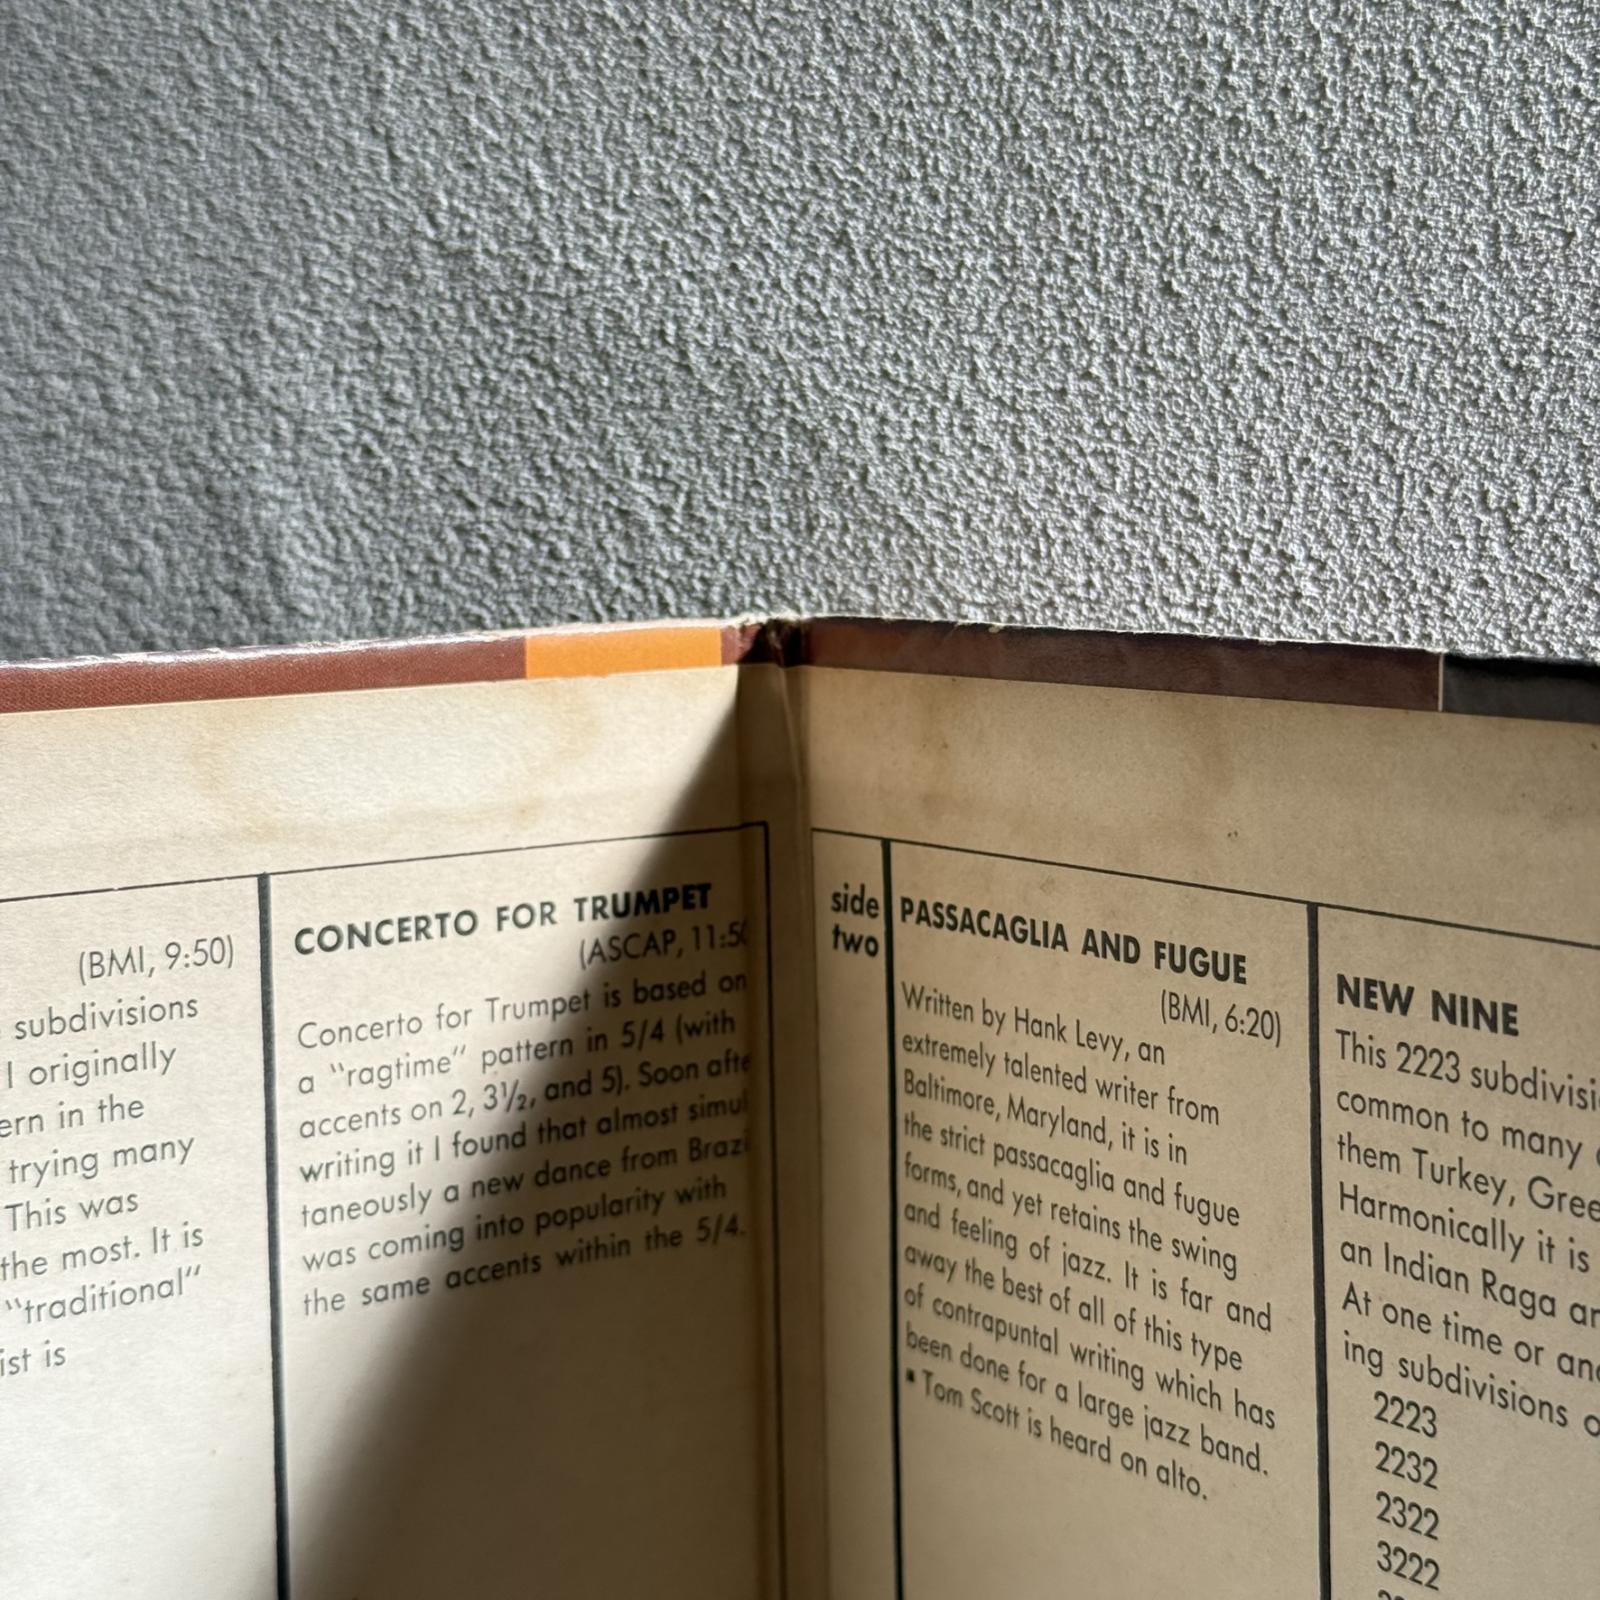 (BMI, 9:50)
subdivisions
I originally
ern in the
trying many
This was
the most. It is
"traditional"
ist is
CONCERTO FOR TRUMPET
(ASCAP, 11:50
Concerto for Trumpet is based on
a "ragtime" pattern in 5/4 (with
accents on 2, 3½, and 5). Soon afte
writing it I found that almost simul
taneously a new dance from Brazi
was coming into popularity with
the same accents within the 5/4.
side
two
PASSACAGLIA AND FUGUE
(BMI, 6:20)
Written by Hank Levy, an
extremely talented writer from
Baltimore, Maryland, it is in
the strict passacaglia and fugue
forms, and yet retains the swing
and feeling of jazz. It is far and
away the best of all of this type
of contrapuntal writing which has
been done for a large jazz band.
▪ Tom Scott is heard on alto.
NEW NINE
This 2223 subdivisi
common to many
them Turkey, Gree
Harmonically it is
an Indian Raga an
At one time or ano
ing subdivisions o
2223
2232
2322
3222